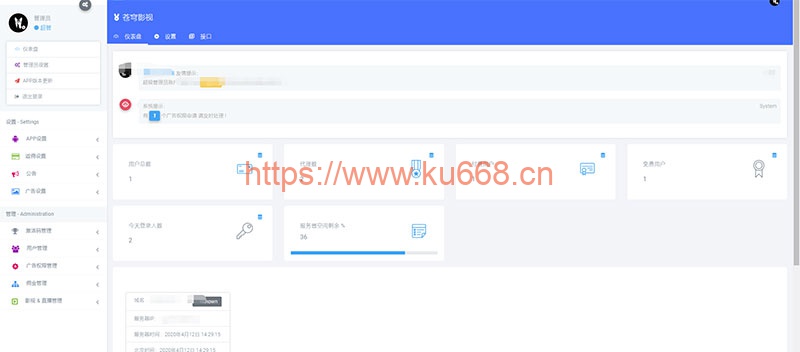 管理员
超管
仪表盘
管理员设置
APP版本更新
退出登录
设置 - Settings
APP设置
政府设置
公告
广告设置
管理 - Administration
激活码管理
用户管理
广告权限管理
佣金管理
影视 & 直播管理
苍穹影视
仪表盘
设置
接口
友情提示:
超级管理员您
系统提示:
System
有 1 个广告权限申请 请及时处理！
用户总数
1
代理数
交费用户
1
https://www.ku668.cn
今天登录人数
2
服务器空间剩余
36
域名:
服务器IP:
服务器时间: 2020年4月12日 14:29:15
北京时间: 2020年4月12日 14:29:15